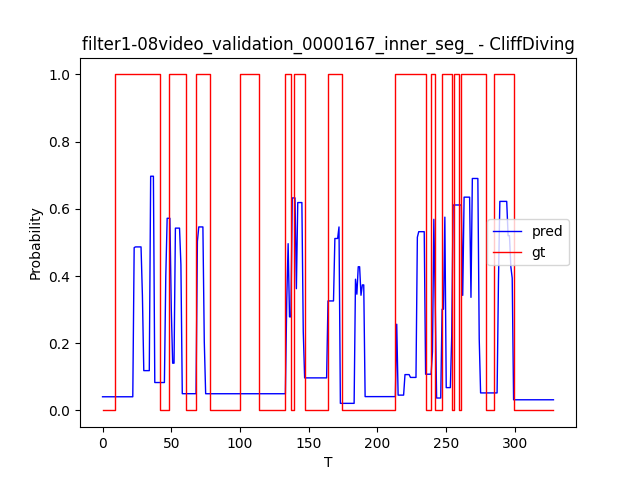 filter1-08video_validation_0000167_inner_seg_ - CliffDiving
1.0
0.8
0.6
0.4
0.2
0.0
Probability
pred
gt
0 50 100 150 200 250 300
T